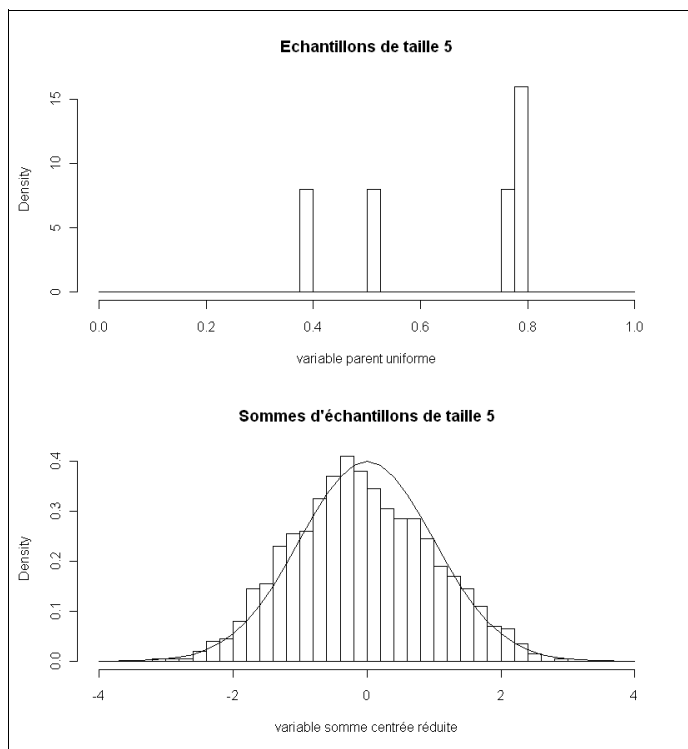 Echantillons de taille 5
15
10
5
0
Density
0.0 0.2 0.4 0.6 0.8 1.0
variable parent uniforme
Sommes d'échantillons de taille 5
0.4
0.3
0.2
0.1
0.0
Density
-4 -2 0 2 4
variable somme centrée réduite